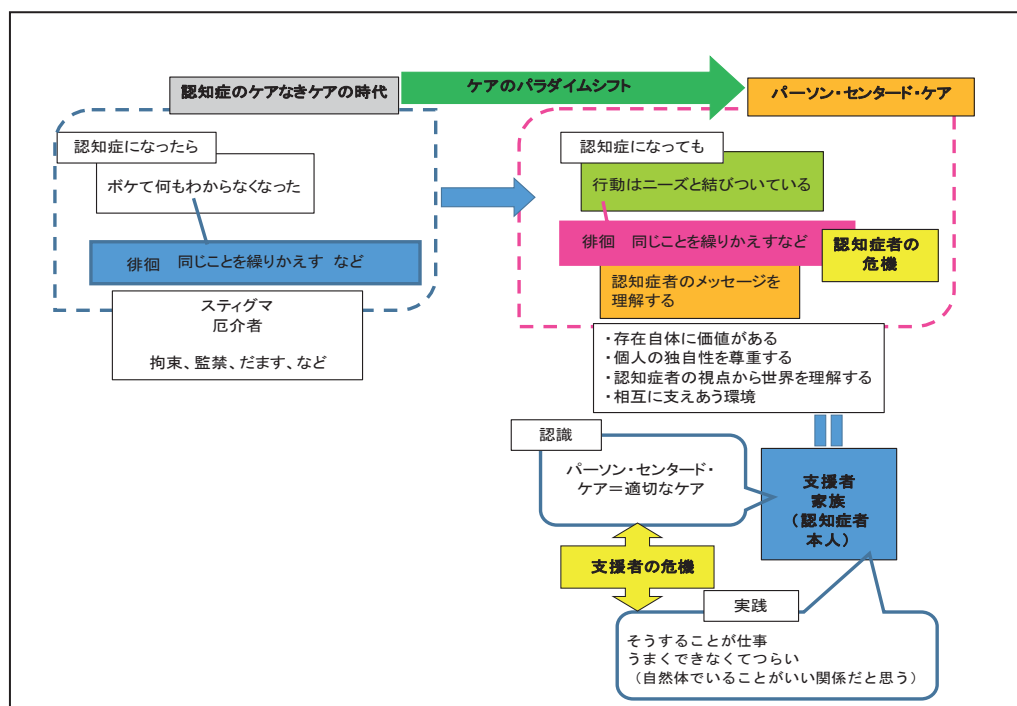 認知症のケアなきケアの時代
ケアのパラダイムシフト
パーソン・センタード・ケア
認知症になったら
ボケて何もわからなくなった
徘徊　同じことを繰りかえす など
スティグマ
厄介者
拘束、監禁、だます、など
認知症になっても
行動はニーズと結びついている
徘徊　同じことを繰りかえすなど
認知症者の
危機
認知症者のメッセージを
理解する
・存在自体に価値がある
・個人の独自性を尊重する
・認知症者の視点から世界を理解する
・相互に支えあう環境
認識
パーソン・センタード・
ケア＝適切なケア
支援者
家族
（認知症者
本人）
支援者の危機
実践
そうすることが仕事
うまくできなくてつらい
（自然体でいることがいい関係だと思う）